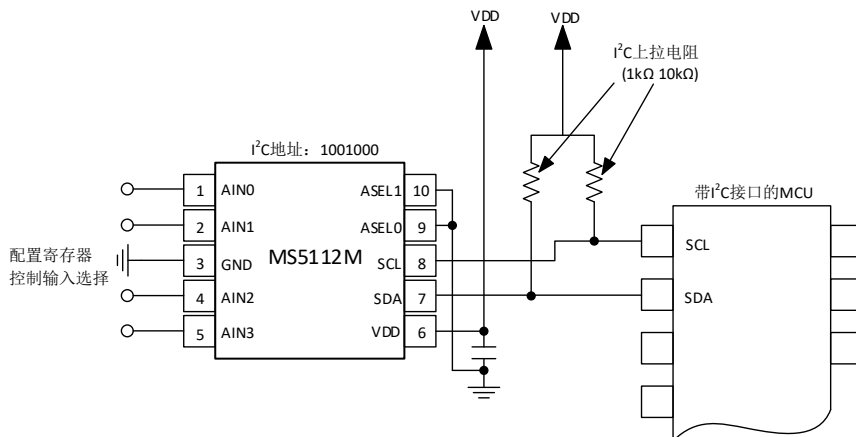 VDD
VDD
I²C上拉电阻
(1kΩ 10kΩ)
I²C地址：1001000
带I²C接口的MCU
配置寄存器
控制输入选择
MS5112M
1 AIN0
2 AIN1
3 GND
4 AIN2
5 AIN3
ASEL1 10
ASEL0 9
SCL 8
SDA 7
VDD 6
SCL
SDA